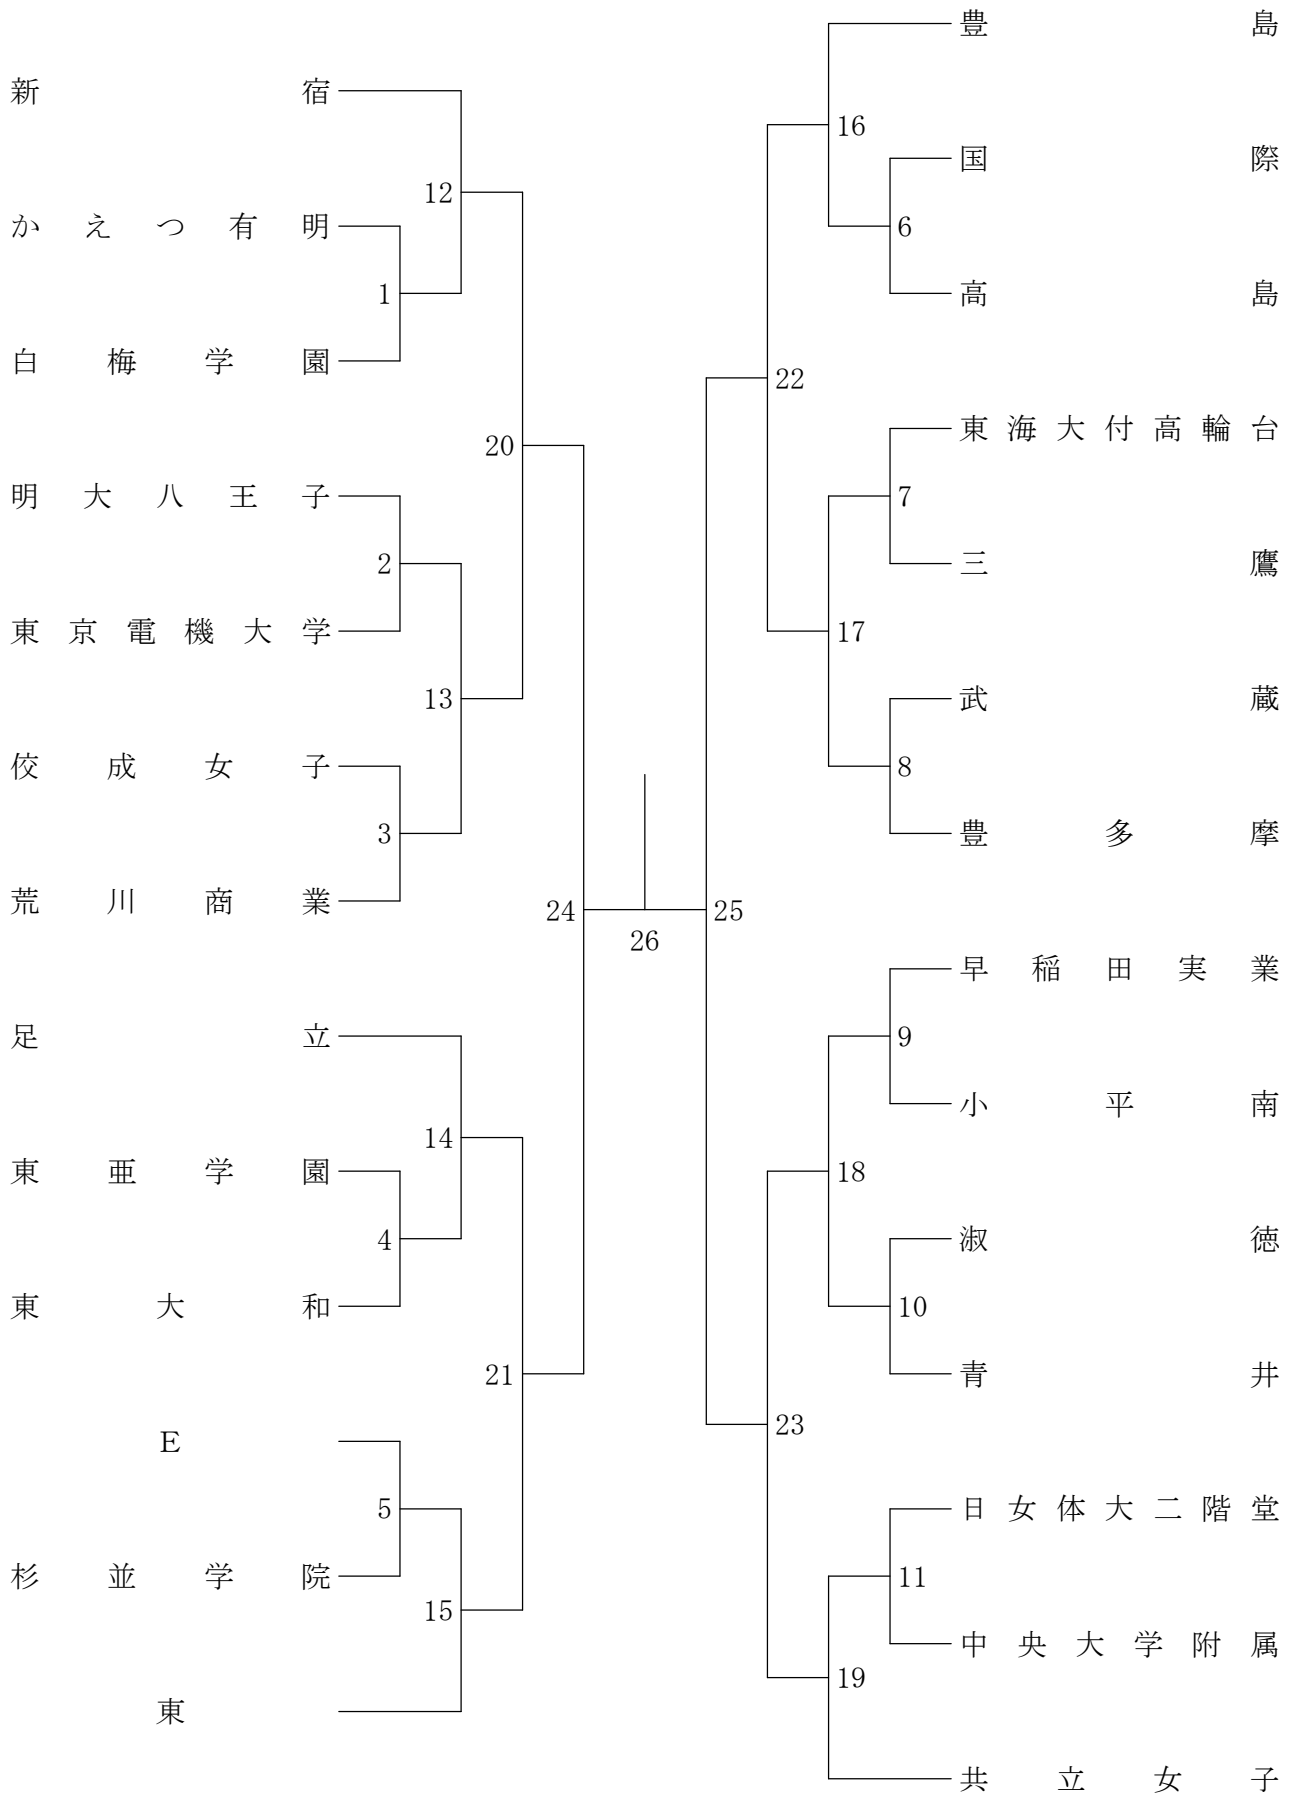 新宿
12
かえつ有明
1
白梅学園
20
明大八王子
2
東京電機大学
13
佼成女子
3
荒川商業
24
足立
14
東亜学園
4
東大和
21
E
5
杉並学院
15
東
26
豊島
16
国際
6
高島
22
東海大付高輪台
7
三鷹
17
武蔵
8
豊多摩
25
早稲田実業
9
小平南
18
淑徳
10
青井
23
日女体大二階堂
11
中央大学附属
19
共立女子